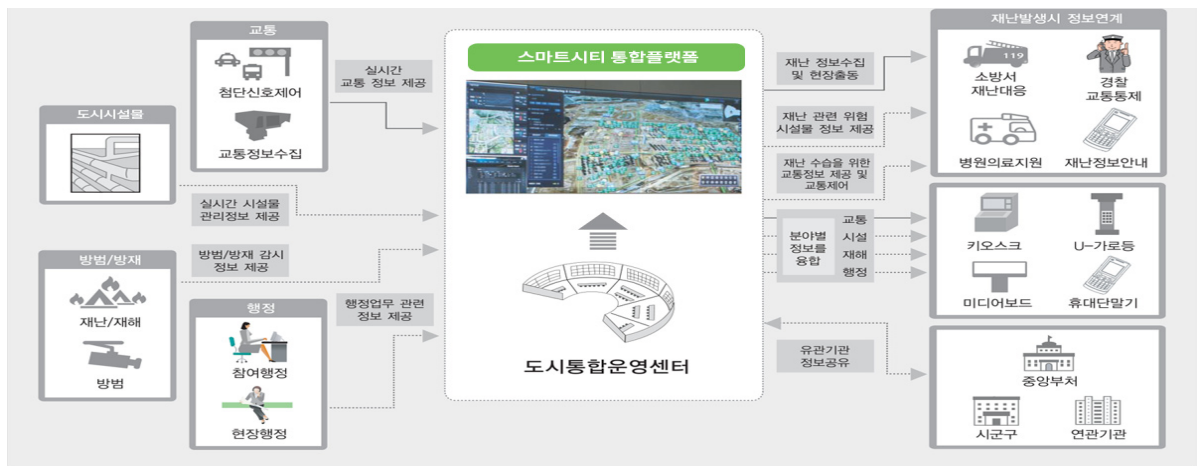 교통
첨단신호제어
교통정보수집
실시간
교통 정보 제공
도시시설물
실시간 시설물
관리정보 제공
방범/방재
재난/재해
방범
방범/방재 감시
정보 제공
행정
참여행정
현장행정
행정업무 관련
정보 제공
스마트시티 통합플랫폼
도시통합운영센터
재난 정보수집
및 현장출동
재난 관련 위험
시설물 정보 제공
재난 수습을 위한
교통정보 제공 및
교통제어
분야별
정보를
융합
교통
시설
재해
행정
유관기관
정보공유
재난발생시 정보연계
119
소방서
재난대응
경찰
교통통제
병원의료지원
재난정보안내
키오스크
U-가로등
미디어보드
휴대단말기
중앙부처
시군구
연관기관